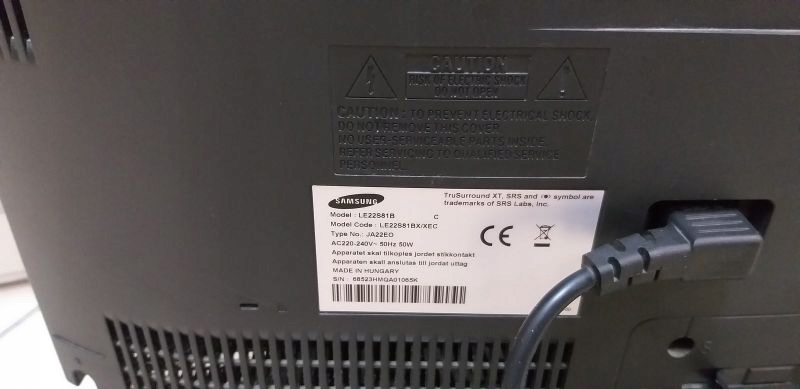 CAUTION
RISK OF ELECTRIC SHOCK
DO NOT OPEN
CAUTION : TO PREVENT ELECTRICAL SHOCK,
DO NOT REMOVE THIS COVER.
NO USER-SERVICEABLE PARTS INSIDE.
REFER SERVICING TO QUALIFIED SERVICE
PERSONNEL.
SAMSUNG
TruSurround XT, SRS and (●) symbol are
trademarks of SRS Labs, Inc.
Model : LE22S81B C
Model Code : LE22S81BX/XEC
Type No.: JA22EO
AC220-240V~ 50Hz 50W
Apparatet skal tilkoples jordet stikkontakt
Apparaten skall anslutas till jordat uttag
MADE IN HUNGARY
S/N : 68523HMQA01065K
CE